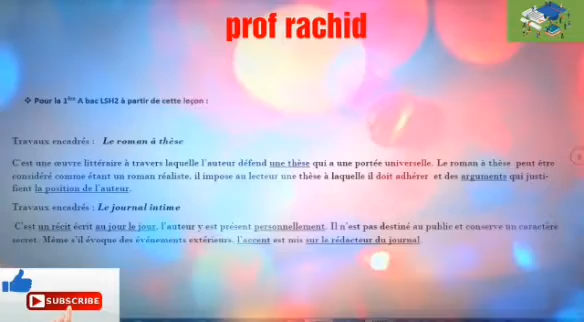 prof rachid
❖ Pour la 1ère A bac LSH2 à partir de cette leçon :
Travaux encadrés : Le roman à thèse
C'est une œuvre littéraire à travers laquelle l'auteur défend une thèse qui a une portée universelle. Le roman à thèse peut être
considéré comme étant un roman réaliste, il impose au lecteur une thèse à laquelle il doit adhérer et des arguments qui justi-
fient la position de l'auteur.
Travaux encadrés : Le journal intime
C'est un récit écrit au jour le jour, l'auteur y est présent personnellement. Il n'est pas destiné au public et conserve un caractère
secret. Même s'il évoque des événements extérieurs, l'accent est mis sur la rédacteur du journal.
SUBSCRIBE